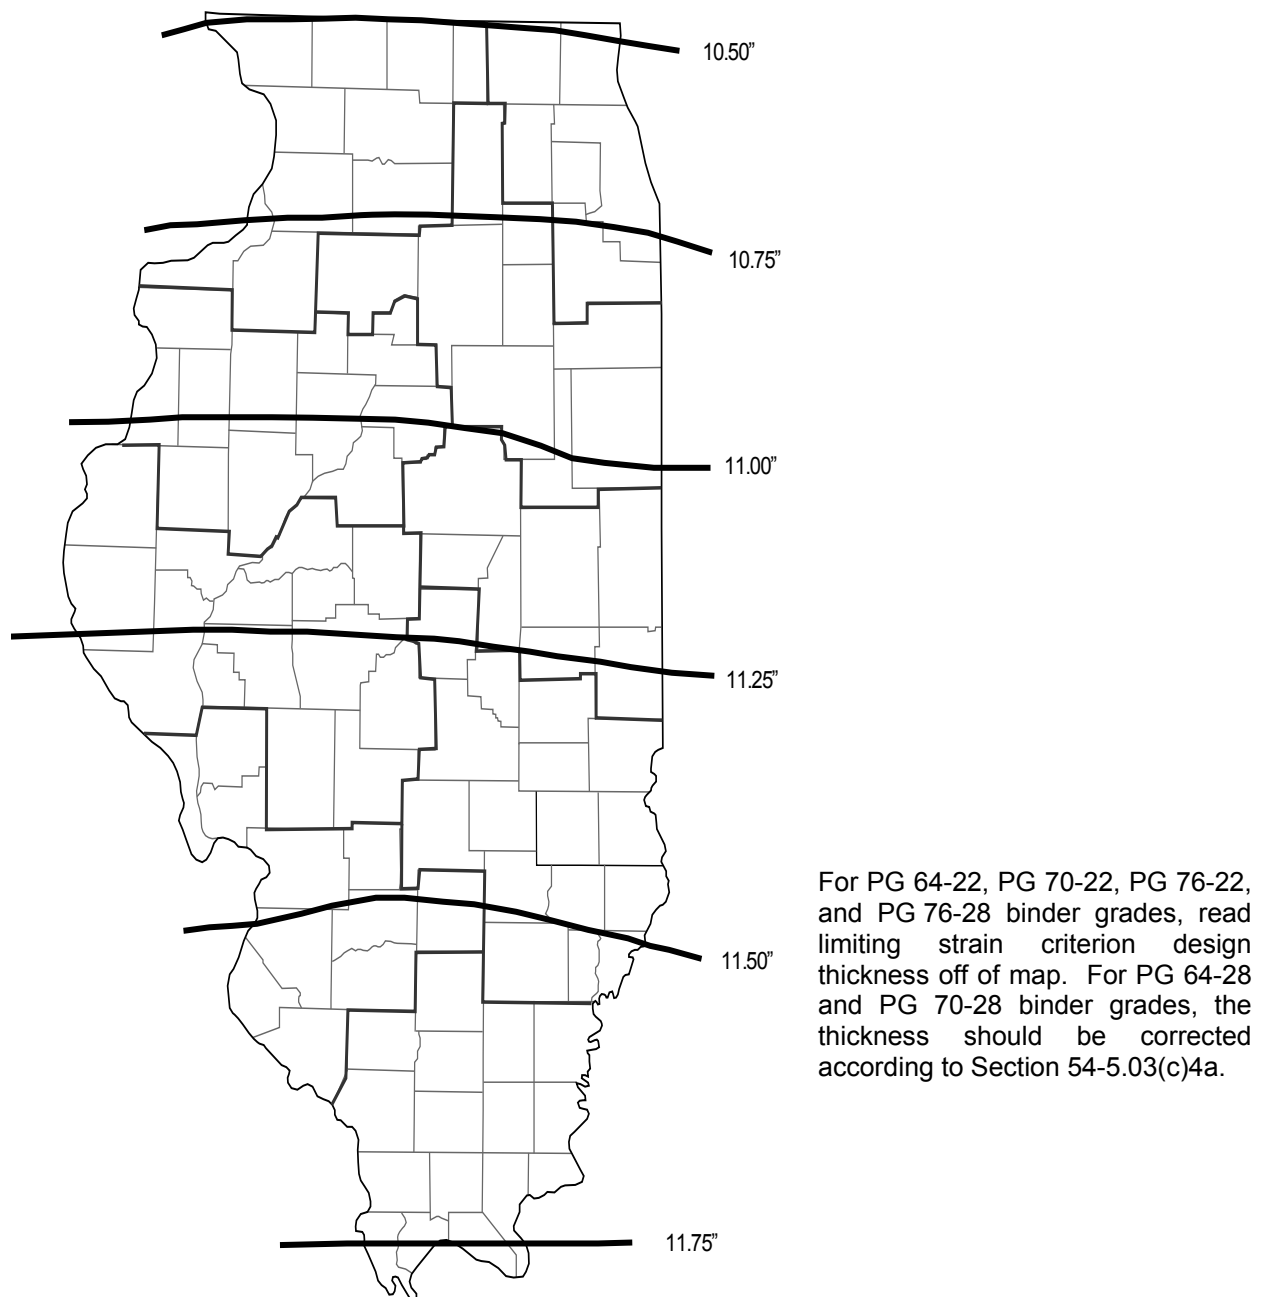 10.50”
10.75”
11.00”
11.25”
For PG 64-22, PG 70-22, PG 76-22,
and PG 76-28 binder grades, read
limiting strain criterion design
thickness off of map. For PG 64-28
and PG 70-28 binder grades, the
thickness should be corrected
according to Section 54-5.03(c)4a.
11.50”
11.75”